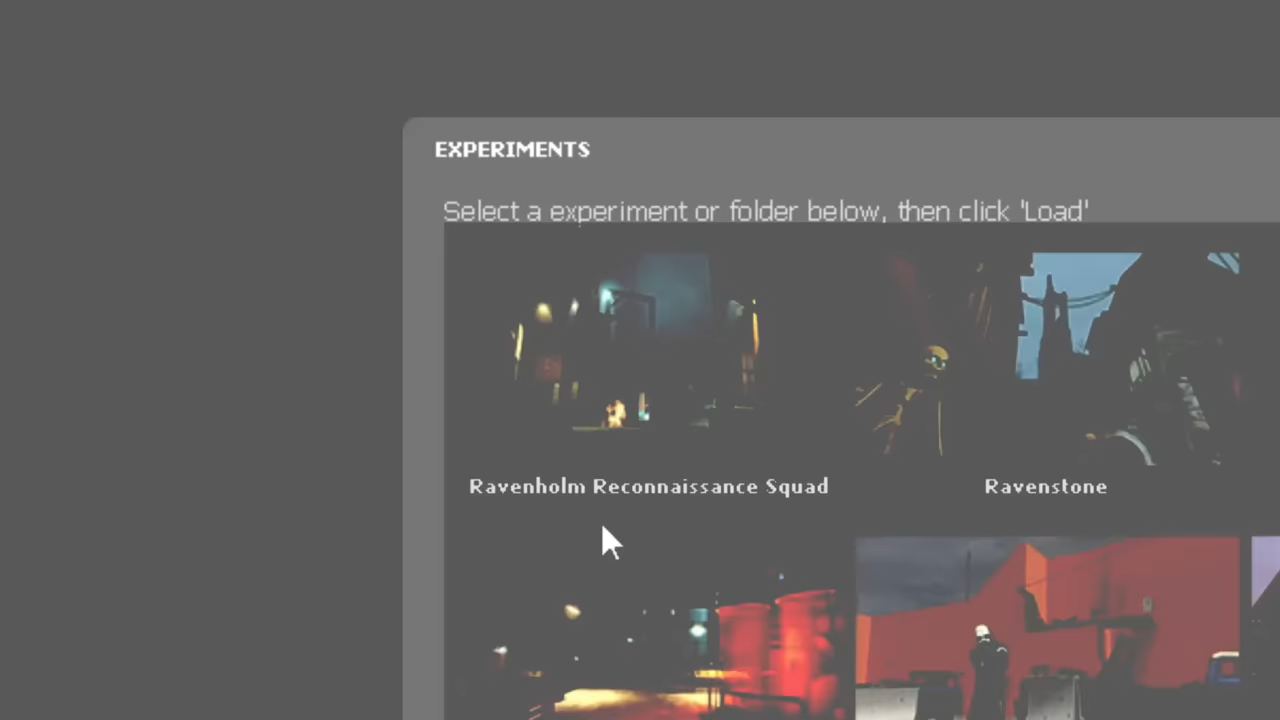 EXPERIMENTS
Select a experiment or folder below, then click 'Load'
Ravenholm Reconnaissance Squad
Ravenstone